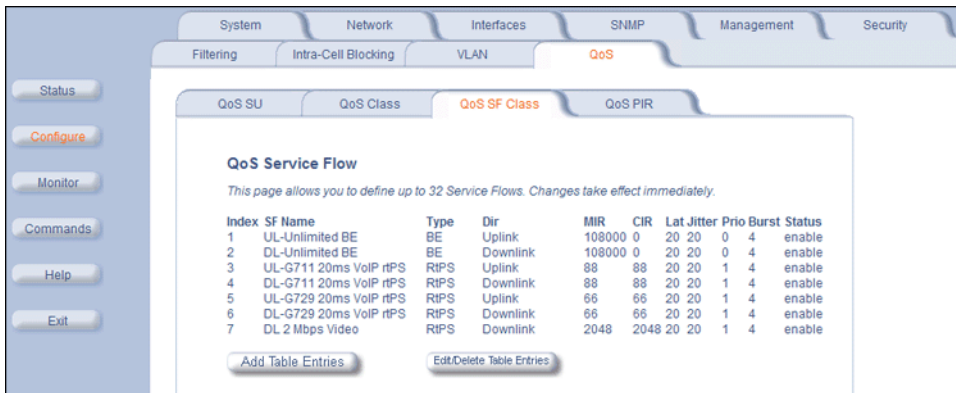 System Network Interfaces SNMP Management Security
Filtering Intra-Cell Blocking VLAN QoS
Status
QoS SU QoS Class QoS SF Class QoS PIR
Configure
QoS Service Flow
Monitor
This page allows you to define up to 32 Service Flows. Changes take effect immediately.
Index SF Name Type Dir MIR CIR Lat Jitter Prio Burst Status
Commands
1 UL-Unlimited BE BE Uplink 108000 0 20 20 0 4 enable
2 DL-Unlimited BE BE Downlink 108000 0 20 20 0 4 enable
3 UL-G711 20ms VoIP rtPS RtPS Uplink 88 88 20 20 1 4 enable
Help
4 DL-G711 20ms VoIP rtPS RtPS Downlink 88 88 20 20 1 4 enable
5 UL-G729 20ms VoIP rtPS RtPS Uplink 66 66 20 20 1 4 enable
6 DL-G729 20ms VoIP rtPS RtPS Downlink 66 66 20 20 1 4 enable
Exit
7 DL 2 Mbps Video RtPS Downlink 2048 2048 20 20 1 4 enable
Add Table Entries Edit/Delete Table Entries